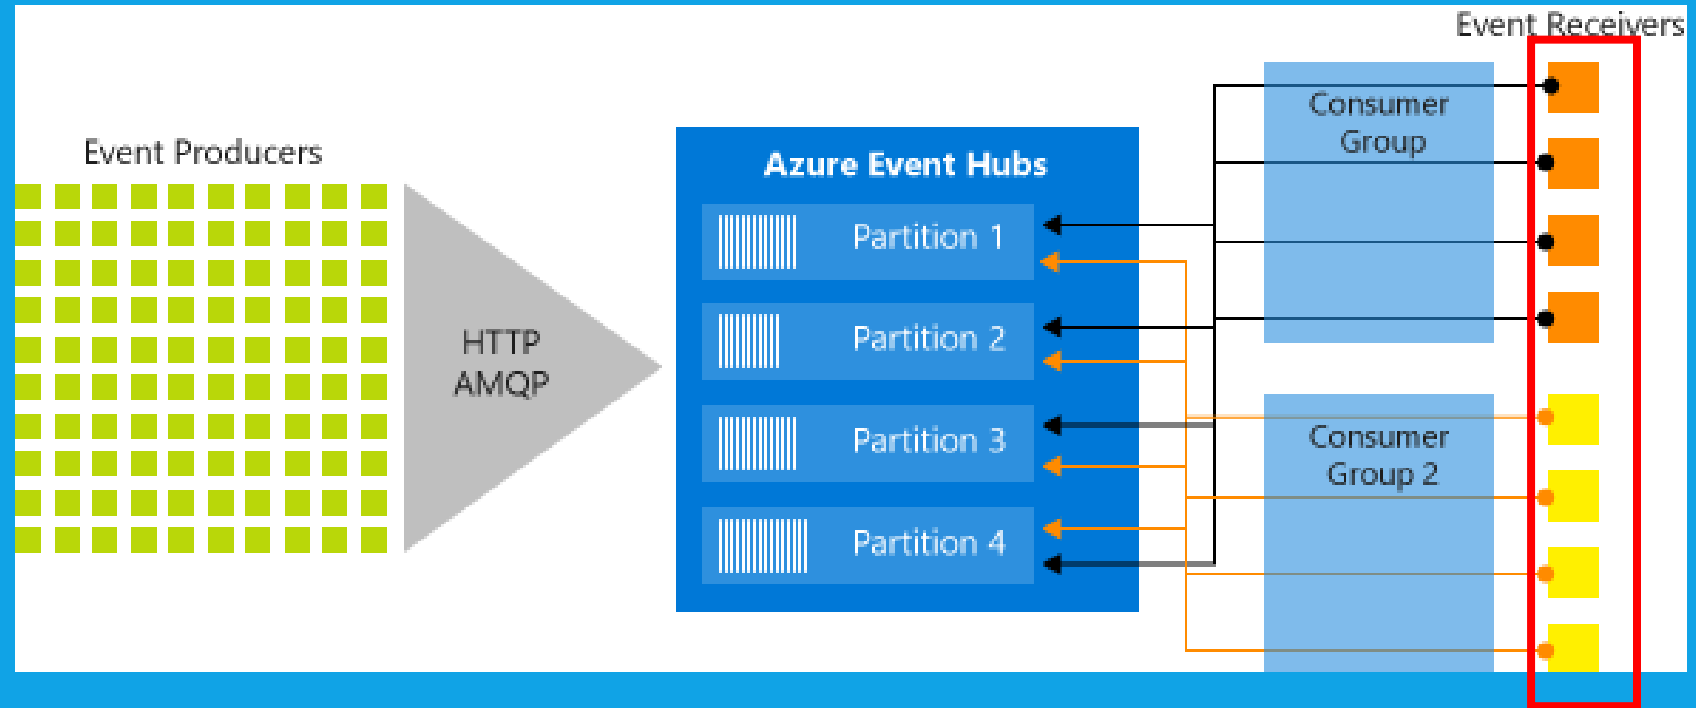 Event Receivers
Consumer
Group
Event Producers
Azure Event Hubs
Partition 1
HTTP
AMQP
Partition 2
Partition 3
Consumer
Group 2
Partition 4